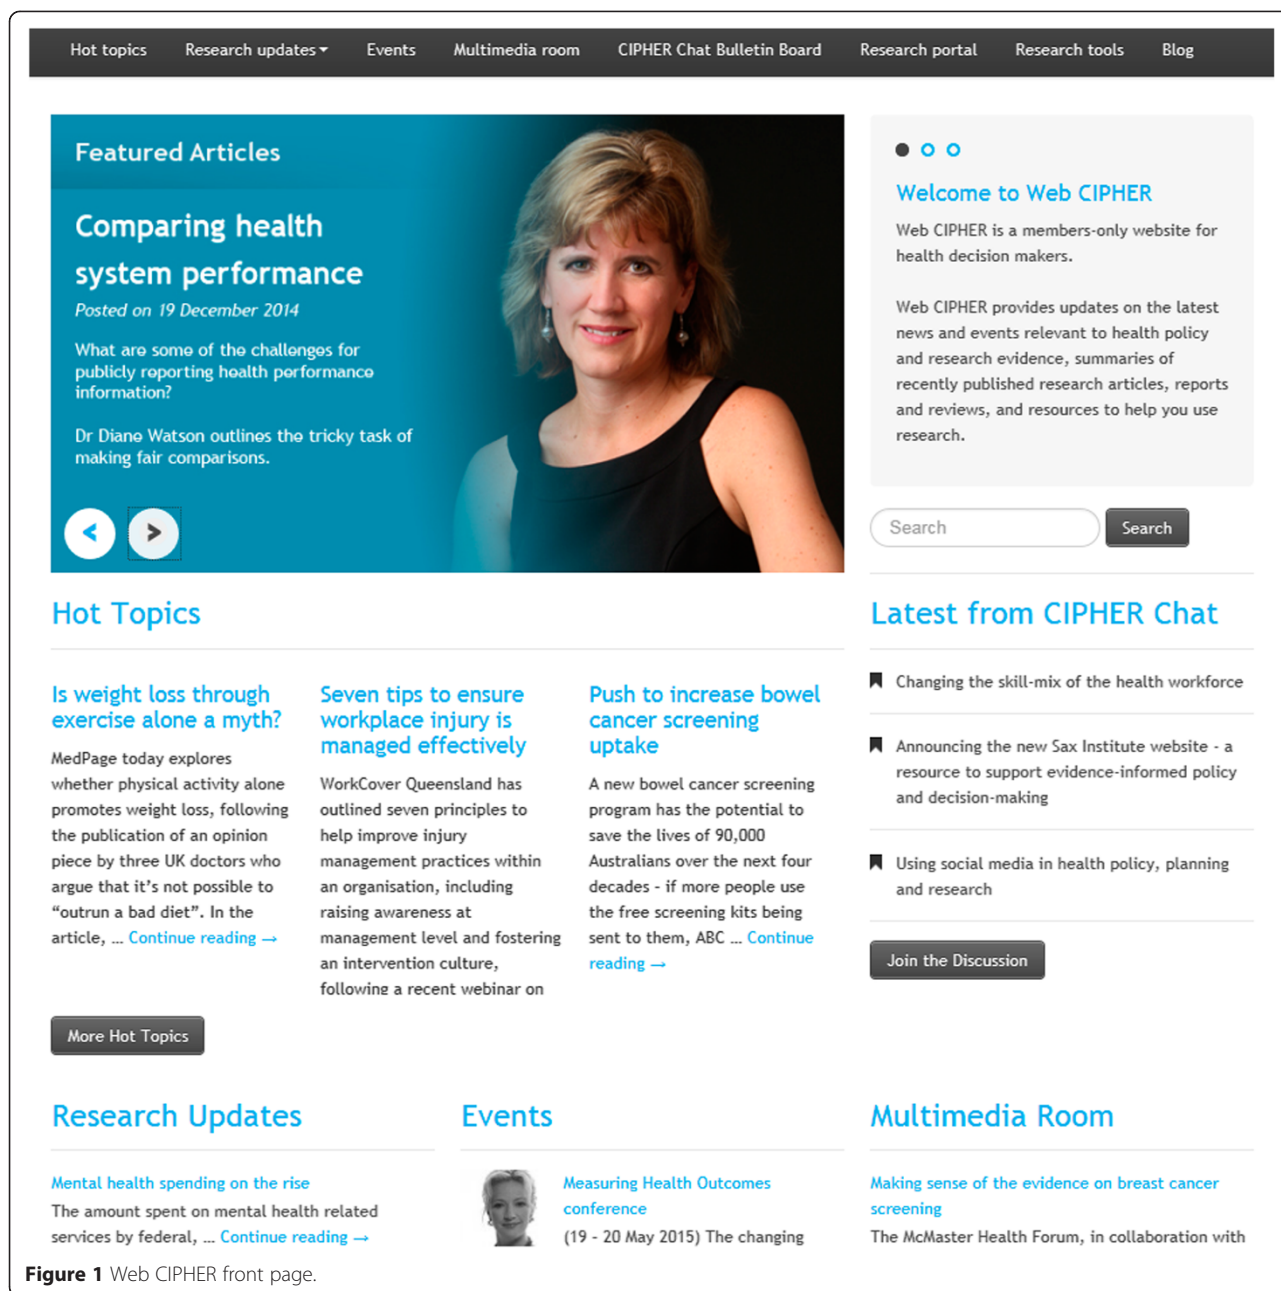 Hot topics Research updates Events Multimedia room CIPHER Chat Bulletin Board Research portal Research tools Blog
Featured Articles
Comparing health
system performance
Posted on 19 December 2014
What are some of the challenges for
publicly reporting health performance
information?
Dr Diane Watson outlines the tricky task of
making fair comparisons.
< >
Welcome to Web CIPHER
Web CIPHER is a members-only website for
health decision makers.
Web CIPHER provides updates on the latest
news and events relevant to health policy
and research evidence, summaries of
recently published research articles, reports
and reviews, and resources to help you use
research.
Search Search
Hot Topics
Is weight loss through
exercise alone a myth?
MedPage today explores
whether physical activity alone
promotes weight loss, following
the publication of an opinion
piece by three UK doctors who
argue that it’s not possible to
“outrun a bad diet”. In the
article, ... Continue reading →
Seven tips to ensure
workplace injury is
managed effectively
WorkCover Queensland has
outlined seven principles to
help improve injury
management practices within
an organisation, including
raising awareness at
management level and fostering
an intervention culture,
following a recent webinar on
Push to increase bowel
cancer screening
uptake
A new bowel cancer screening
program has the potential to
save the lives of 90,000
Australians over the next four
decades - if more people use
the free screening kits being
sent to them, ABC ... Continue
reading →
More Hot Topics
Latest from CIPHER Chat
Changing the skill-mix of the health workforce
Announcing the new Sax Institute website - a
resource to support evidence-informed policy
and decision-making
Using social media in health policy, planning
and research
Join the Discussion
Research Updates
Mental health spending on the rise
The amount spent on mental health related
services by federal, ... Continue reading →
Events
Measuring Health Outcomes
conference
(19 - 20 May 2015) The changing
Multimedia Room
Making sense of the evidence on breast cancer
screening
The McMaster Health Forum, in collaboration with
Figure 1 Web CIPHER front page.